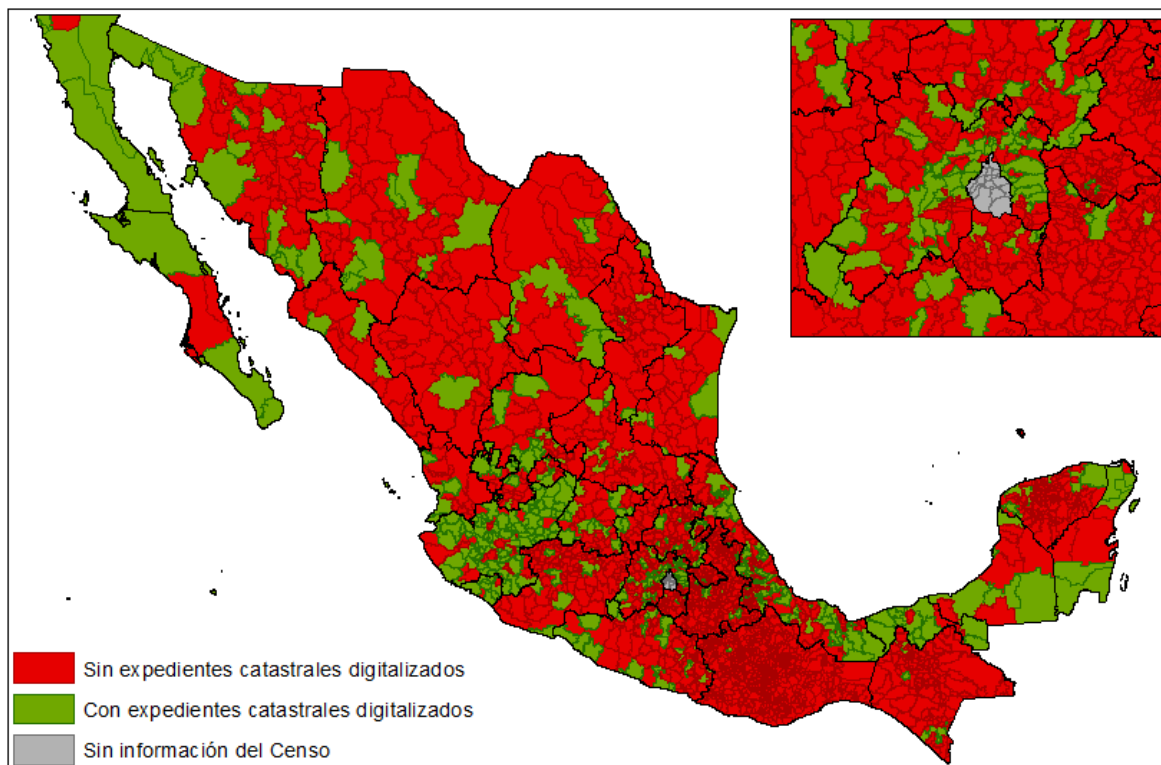 Sin expedientes catastrales digitalizados
Con expedientes catastrales digitalizados
Sin información del Censo